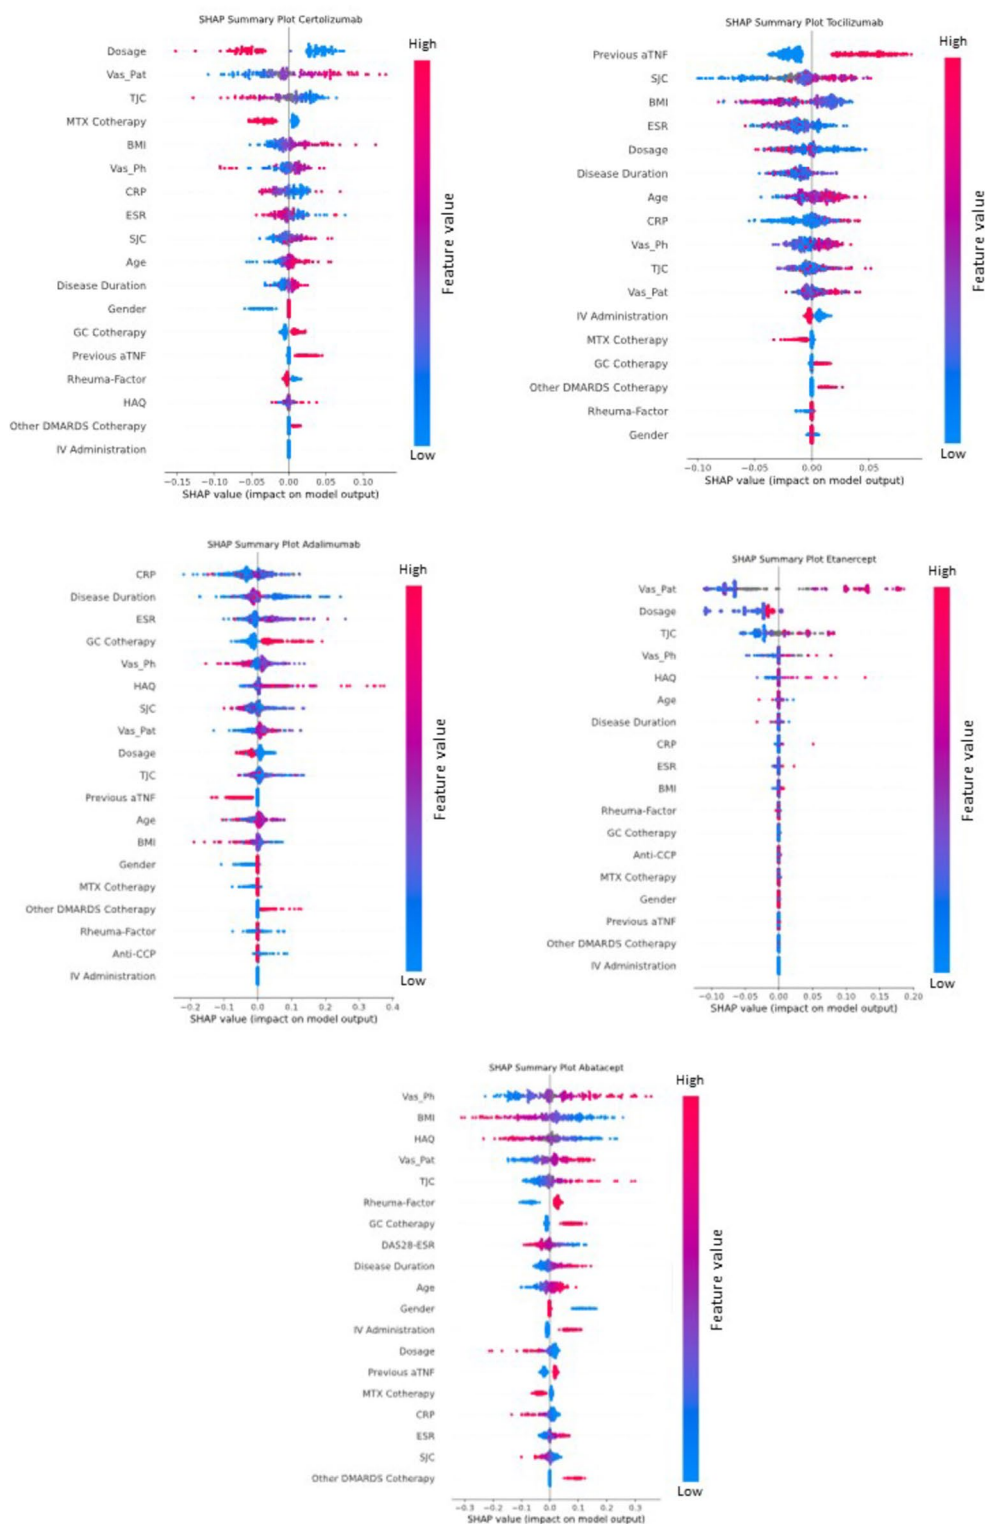 SHAP Summary Plot Certolizumab
High
Dosage
Vas_Pat
TJC
MTX Cotherapy
BMI
Vas_Ph
CRP
ESR
SJC
Age
Disease Duration
Gender
GC Cotherapy
Previous aTNF
Rheuma-Factor
HAQ
Other DMARDS Cotherapy
IV Administration
Feature value
Low
−0.15 −0.10 −0.05 0.00 0.05 0.10
SHAP value (impact on model output)
SHAP Summary Plot Tocilizumab
High
Previous aTNF
SJC
BMI
ESR
Dosage
Disease Duration
Age
CRP
Vas_Ph
TJC
Vas_Pat
IV Administration
MTX Cotherapy
GC Cotherapy
Other DMARDS Cotherapy
Rheuma-Factor
Gender
Feature value
Low
−0.10 −0.05 0.00 0.05
SHAP value (impact on model output)
SHAP Summary Plot Adalimumab
High
CRP
Disease Duration
ESR
GC Cotherapy
Vas_Ph
HAQ
SJC
Vas_Pat
Dosage
TJC
Previous aTNF
Age
BMI
Gender
MTX Cotherapy
Other DMARDS Cotherapy
Rheuma-Factor
Anti-CCP
IV Administration
Feature value
Low
−0.2 −0.1 0.0 0.1 0.2 0.3 0.4
SHAP value (impact on model output)
SHAP Summary Plot Etanercept
High
Vas_Pat
Dosage
TJC
Vas_Ph
HAQ
Age
Disease Duration
CRP
ESR
BMI
Rheuma-Factor
GC Cotherapy
Anti-CCP
MTX Cotherapy
Gender
Previous aTNF
Other DMARDS Cotherapy
IV Administration
Feature value
Low
−0.10 −0.05 0.00 0.05 0.10 0.15 0.20
SHAP value (impact on model output)
SHAP Summary Plot Abatacept
High
Vas_Ph
BMI
HAQ
Vas_Pat
TJC
Rheuma-Factor
GC Cotherapy
DAS28-ESR
Disease Duration
Age
Gender
IV Administration
Dosage
Previous aTNF
MTX Cotherapy
CRP
ESR
SJC
Other DMARDS Cotherapy
Feature value
Low
−0.3 −0.2 −0.1 0.0 0.1 0.2 0.3
SHAP value (impact on model output)